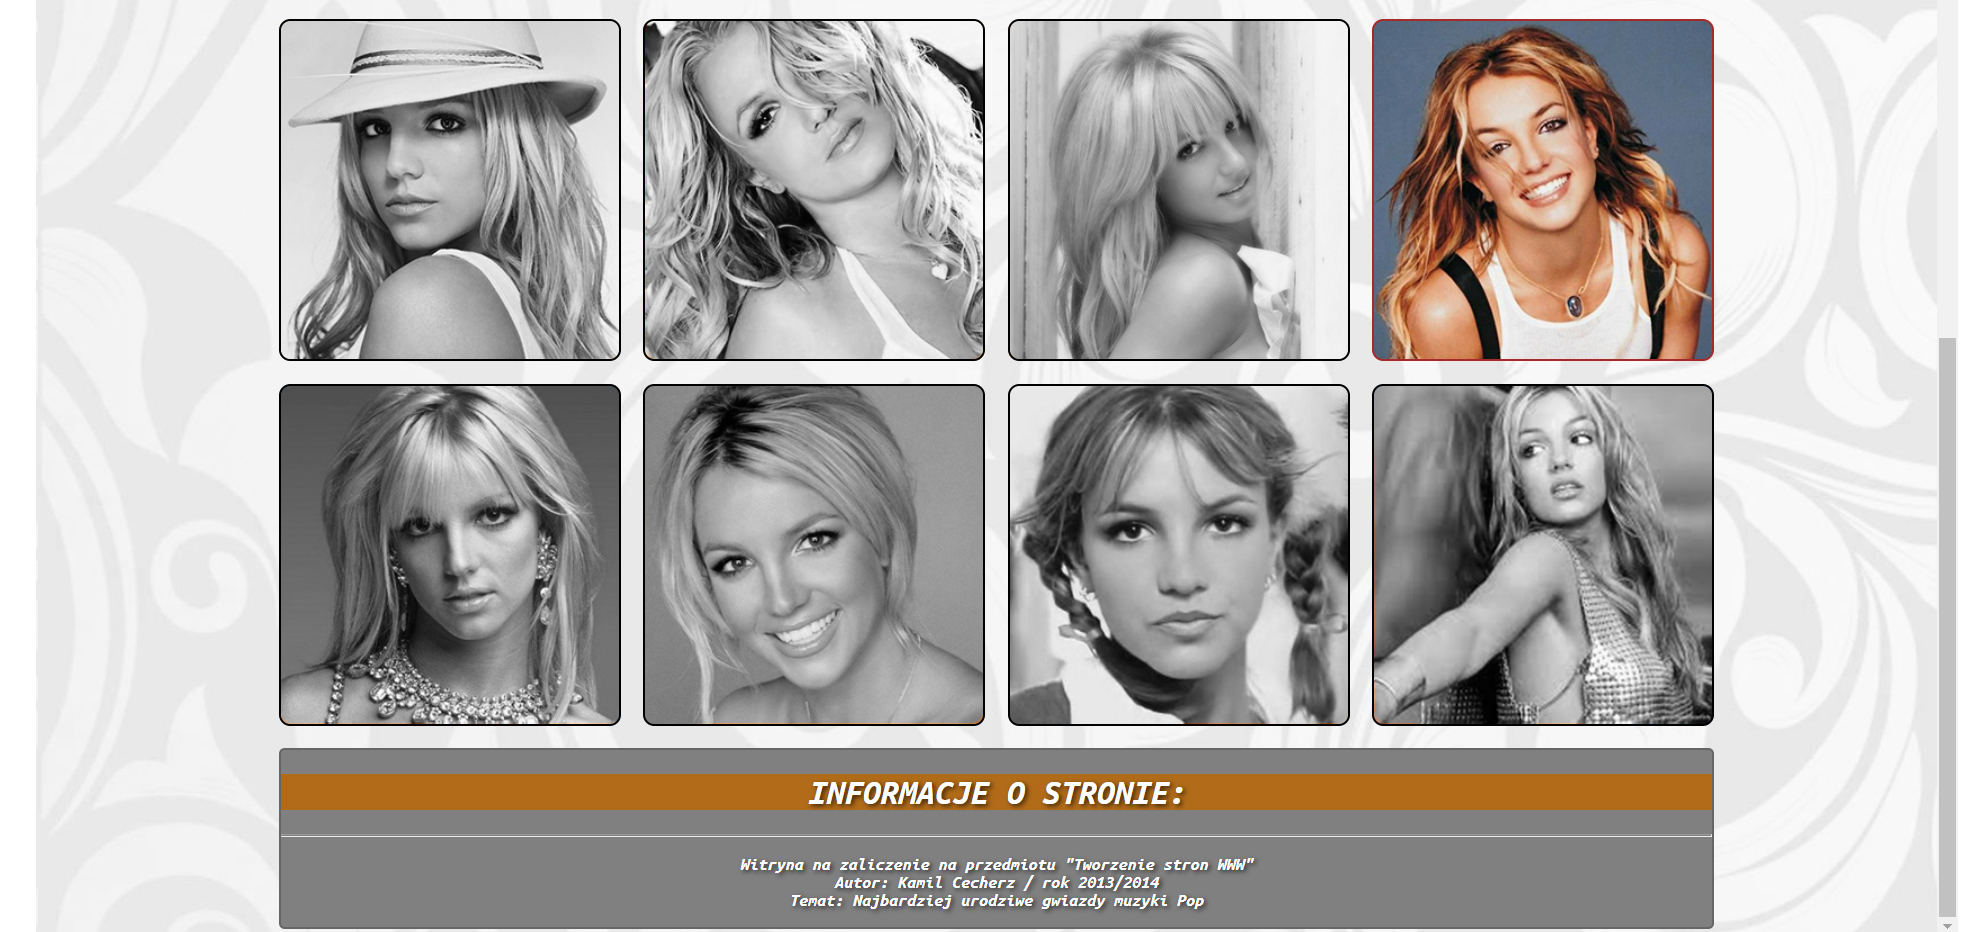 INFORMACJE O STRONIE:
Witryna na zaliczenie na przedmiotu "Tworzenie stron WWW"
Autor: Kamil Cecherz / rok 2013/2014
Temat: Najbardziej urodziwe gwiazdy muzyki Pop